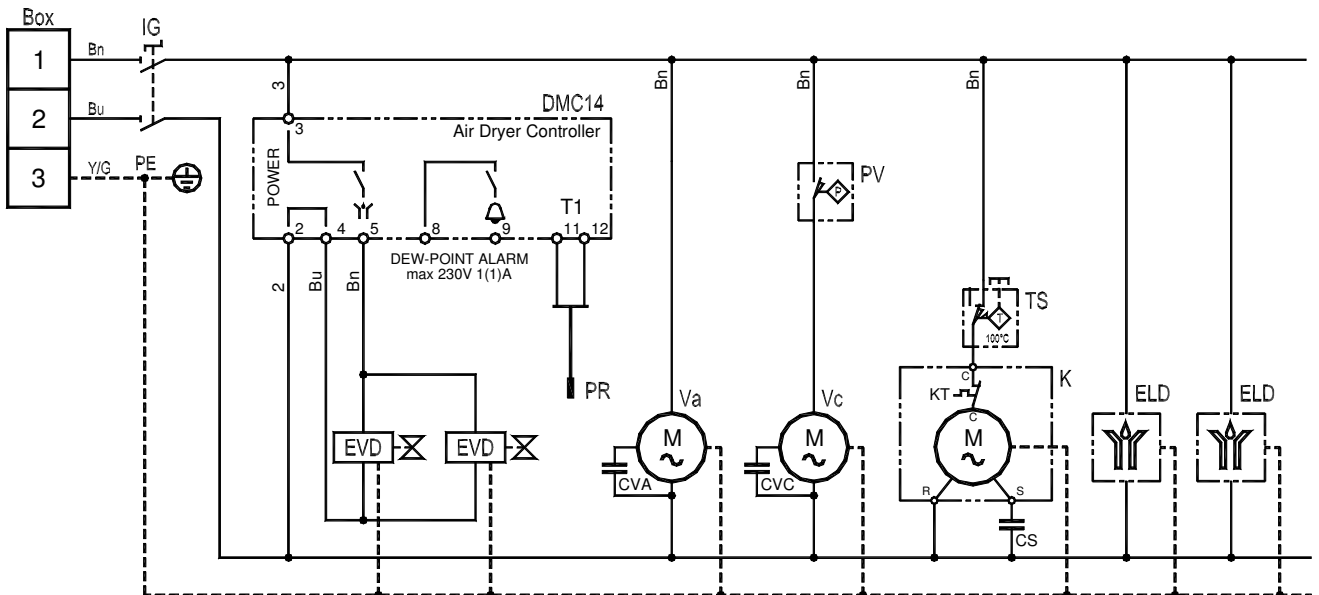 Box
IG
1
Bn
2
Bu
3
Y/G
PE
3
DMC14
3
Air Dryer Controller
POWER
T1
2
4
5
8
9
11
12
DEW-POINT ALARM
max 230V 1(1)A
2
Bu
Bn
PR
EVD
EVD
Bn
Va
M
CVA
Bn
PV
P
Vc
M
CVC
Bn
TS
T
100°C
C
K
KT
C
M
R
S
CS
ELD
ELD